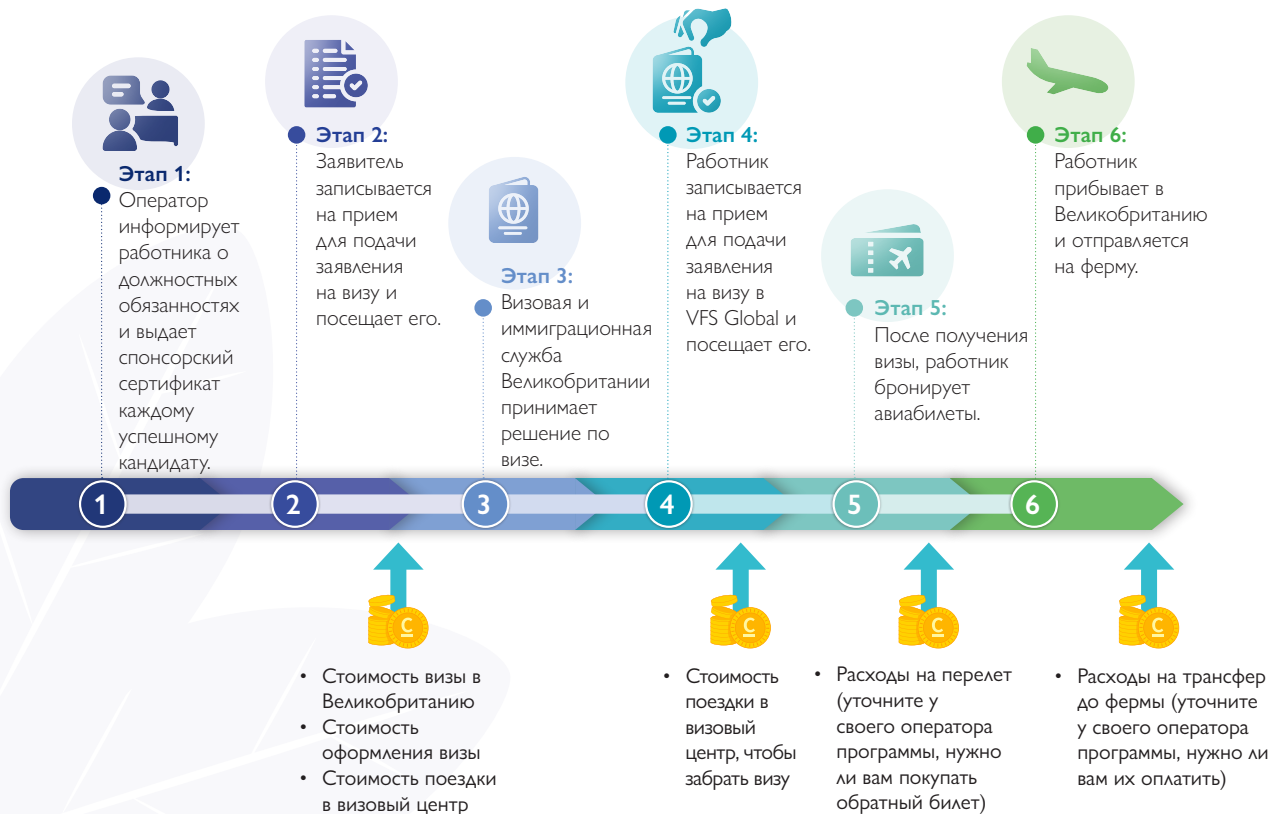 Этап 1:
Оператор
информирует
работника о
должностных
обязанностях
и выдает
спонсорский
сертификат
каждому
успешному
кандидату.
Этап 2:
Заявитель
записывается
на прием
для подачи
заявления
на визу и
посещает его.
Этап 3:
Визовая и
иммиграционная
служба
Великобритании
принимает
решение по
визе.
Этап 4:
Работник
записывается
на прием
для подачи
заявления
на визу в
VFS Global и
посещает его.
Этап 5:
После получения
визы, работник
бронирует
авиабилеты.
Этап 6:
Работник
прибывает в
Великобританию
и отправляется
на ферму.
1
2
3
4
5
6
С
С
С
С
• Стоимость визы в
Великобританию
• Стоимость
оформления визы
• Стоимость поездки
в визовый центр
• Стоимость
поездки в
визовый
центр, чтобы
забрать визу
• Расходы на перелет
(уточните у
своего оператора
программы, нужно
ли вам покупать
обратный билет)
• Расходы на трансфер
до фермы (уточните
у своего оператора
программы, нужно ли
вам их оплатить)